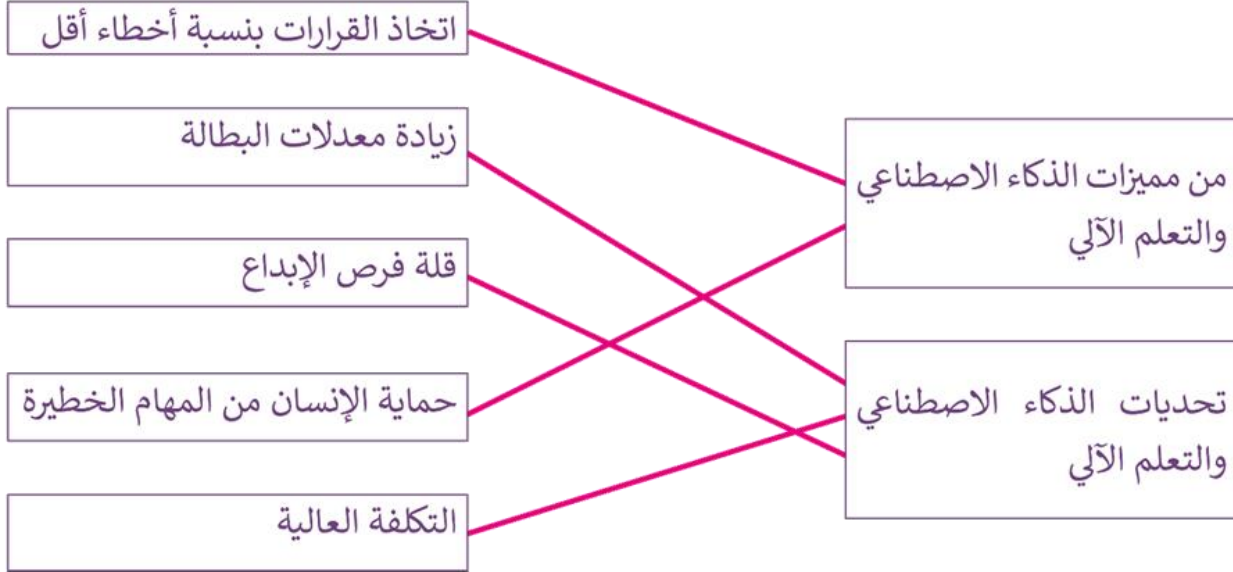 من مميزات الذكاء الاصطناعي
والتعلم الآلي
تحديات الذكاء الاصطناعي
والتعلم الآلي
اتخاذ القرارات بنسبة أخطاء أقل
زيادة معدلات البطالة
قلة فرص الإبداع
حماية الإنسان من المهام الخطيرة
التكلفة العالية